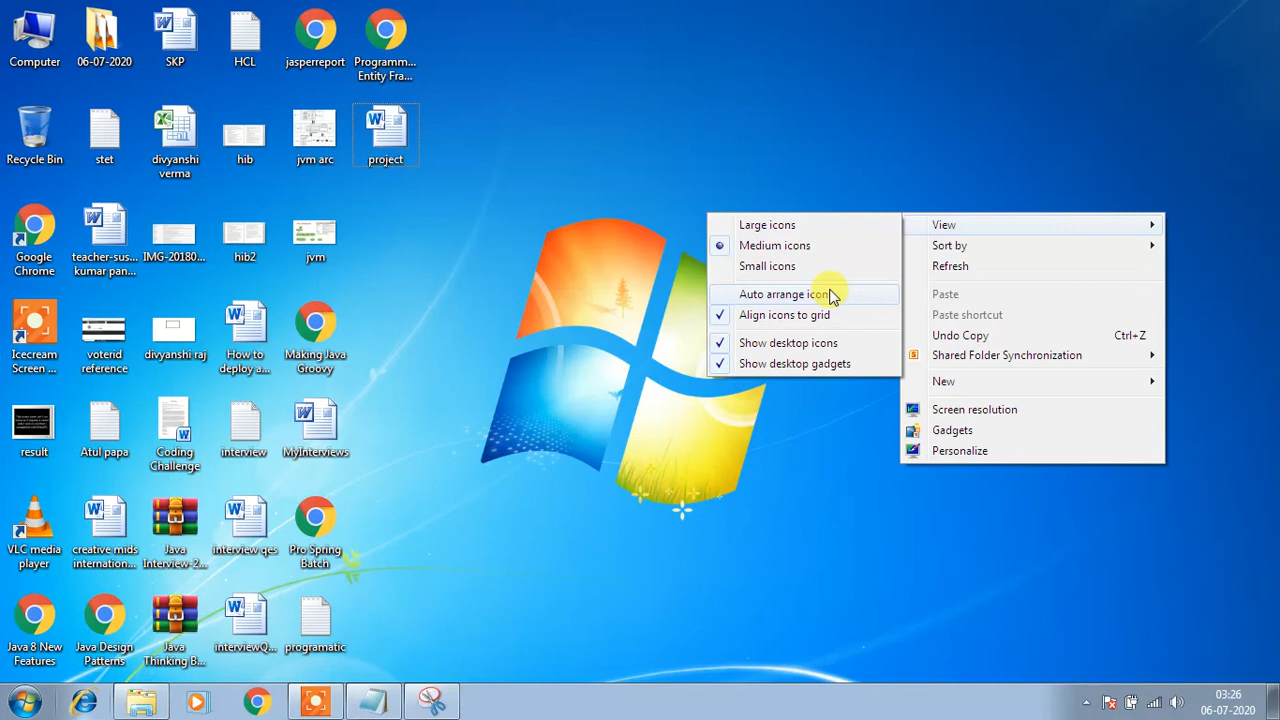 Computer
06-07-2020
SKP
HCL
jasperreport
Programm...
Entity Fra...
Recycle Bin
stet
divyanshi
verma
hib
jvm arc
project
Google
Chrome
teacher-sus...
kumar pan...
IMG-20180...
hib2
jvm
Icecream
Screen ...
voterid
reference
divyanshi raj
How to
deploy a...
Making Java
Groovy
result
Atul papa
Coding
Challenge
interview
MyInterviews
VLC media
player
creative mids
internation...
Java
Interview-2...
interview qes
Pro Spring
Batch
Java 8 New
Features
Java Design
Patterns
Java
Thinking B...
interviewQ...
programatic
Large icons
Medium icons
Small icons
Auto arrange icons
Align icons to grid
Show desktop icons
Show desktop gadgets
View
Sort by
Refresh
Paste
Paste shortcut
Undo Copy Ctrl+Z
Shared Folder Synchronization
New
Screen resolution
Gadgets
Personalize
03:26
06-07-2020